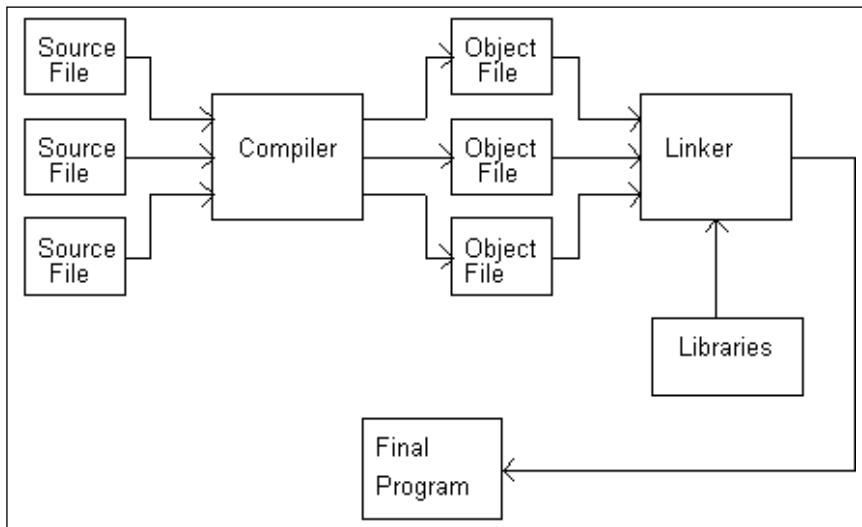 Source
File
Source
File
Source
File
Compiler
Object
File
Object
File
Object
File
Linker
Libraries
Final
Program